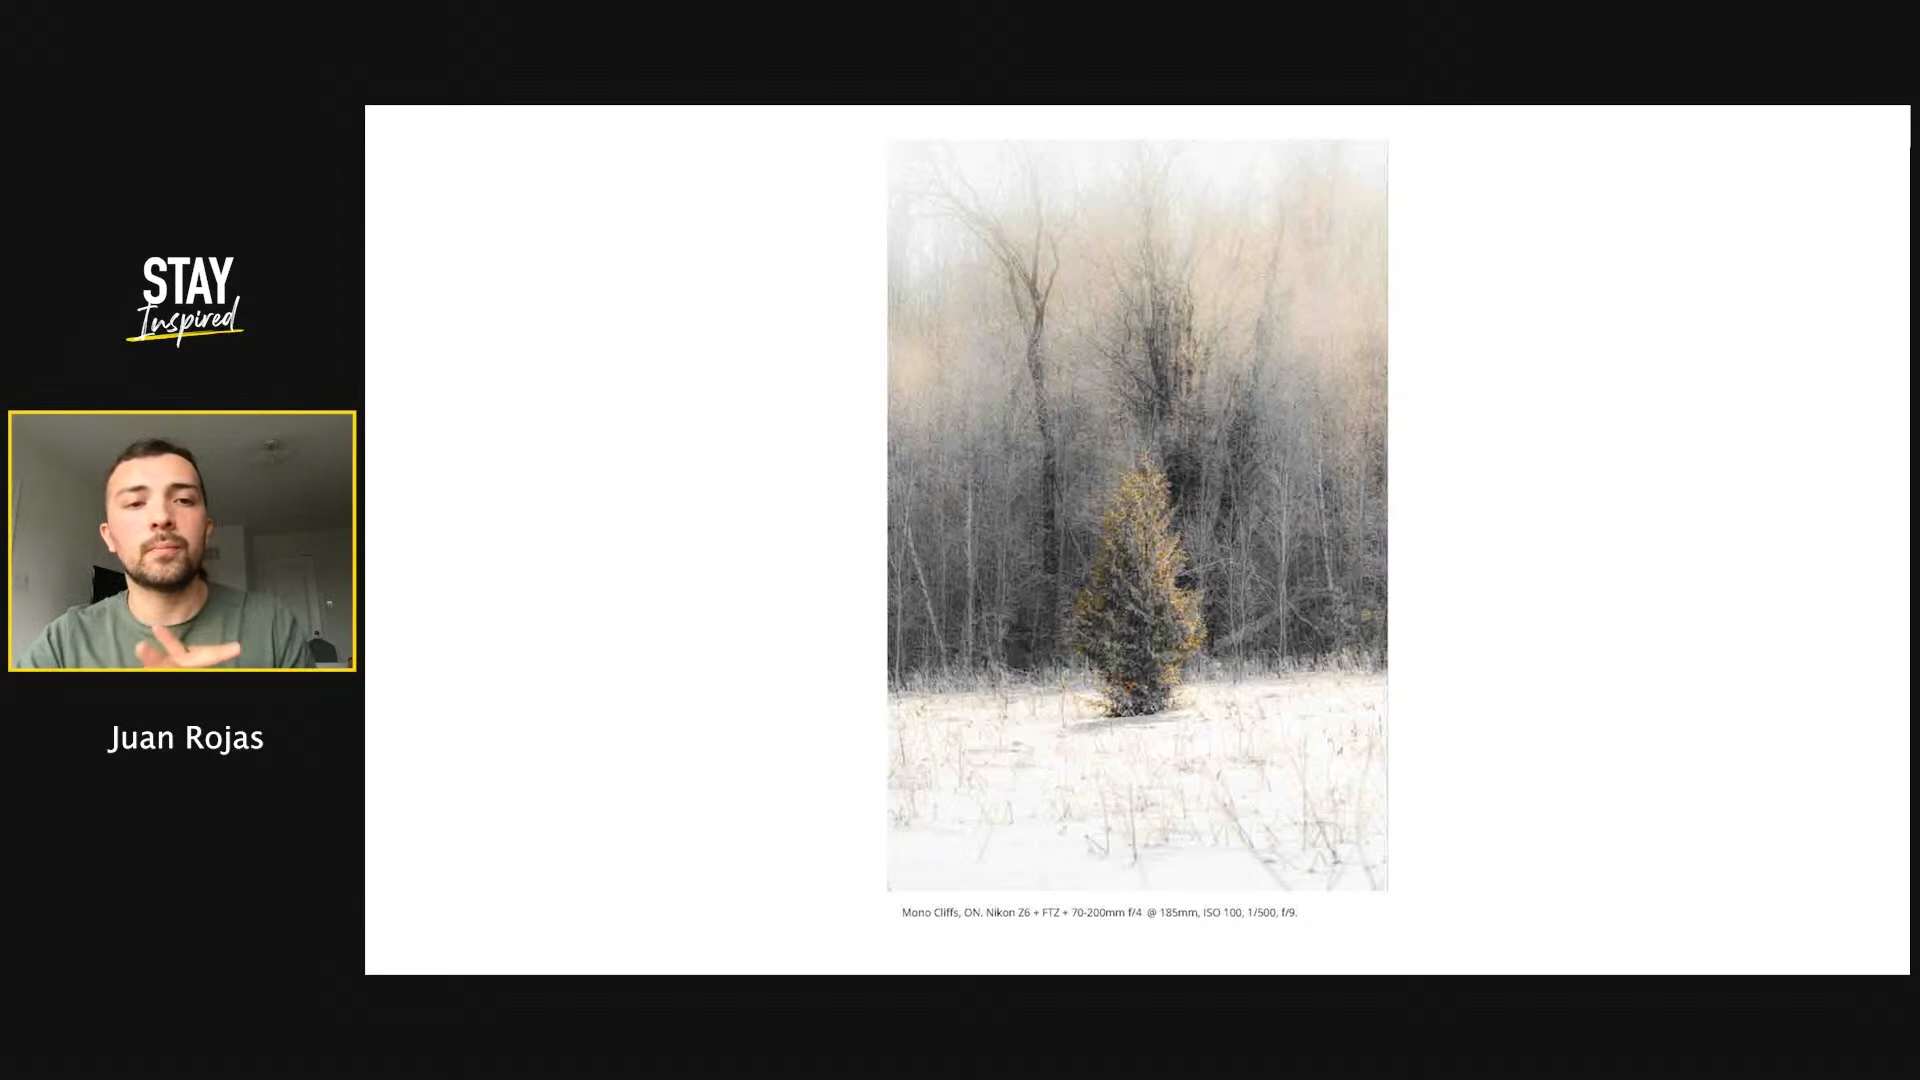 STAY
Inspired
Juan Rojas
Mono Cliffs, ON. Nikon Z6 + FTZ + 70-200mm f/4 @ 185mm, ISO 100, 1/500, f/9.